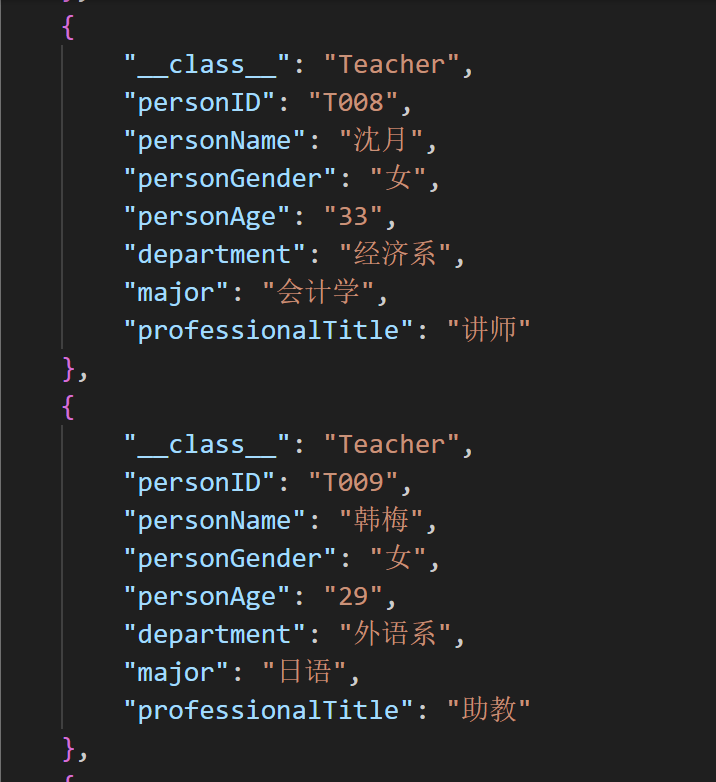 {
"__class__": "Teacher",
"personID": "T008",
"personName": "沈月",
"personGender": "女",
"personAge": "33",
"department": "经济系",
"major": "会计学",
"professionalTitle": "讲师"
},
{
"__class__": "Teacher",
"personID": "T009",
"personName": "韩梅",
"personGender": "女",
"personAge": "29",
"department": "外语系",
"major": "日语",
"professionalTitle": "助教"
},